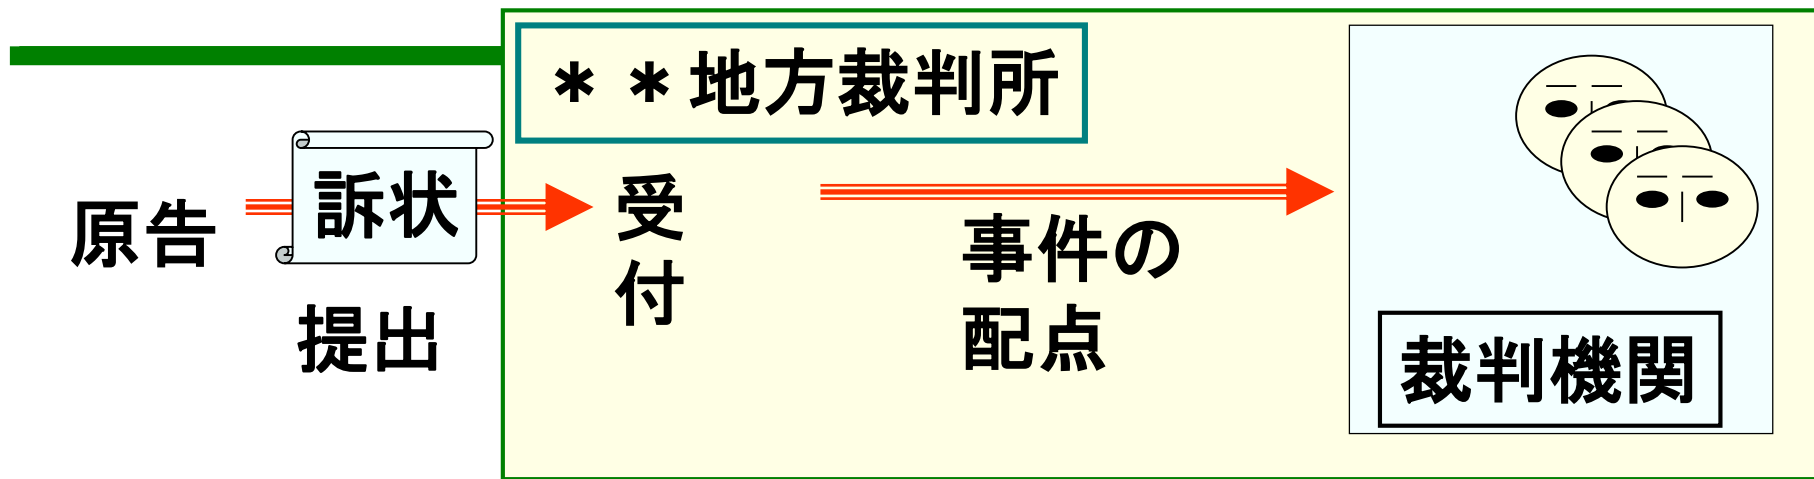 ＊＊地方裁判所
原告
訴状
提出
受
付
事件の
配点
裁判機関